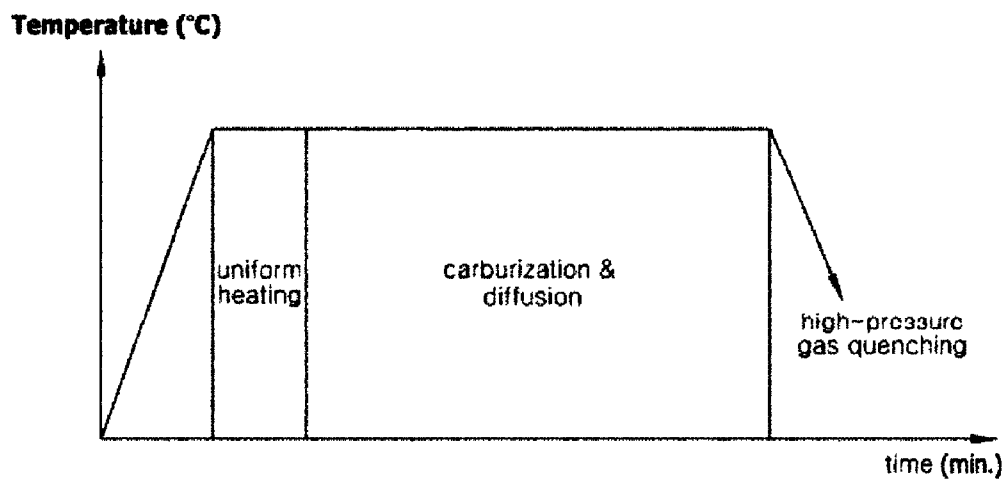 Temperature (°C)
uniform
heating
carburization &
diffusion
high-pressure
gas quenching
time (min.)